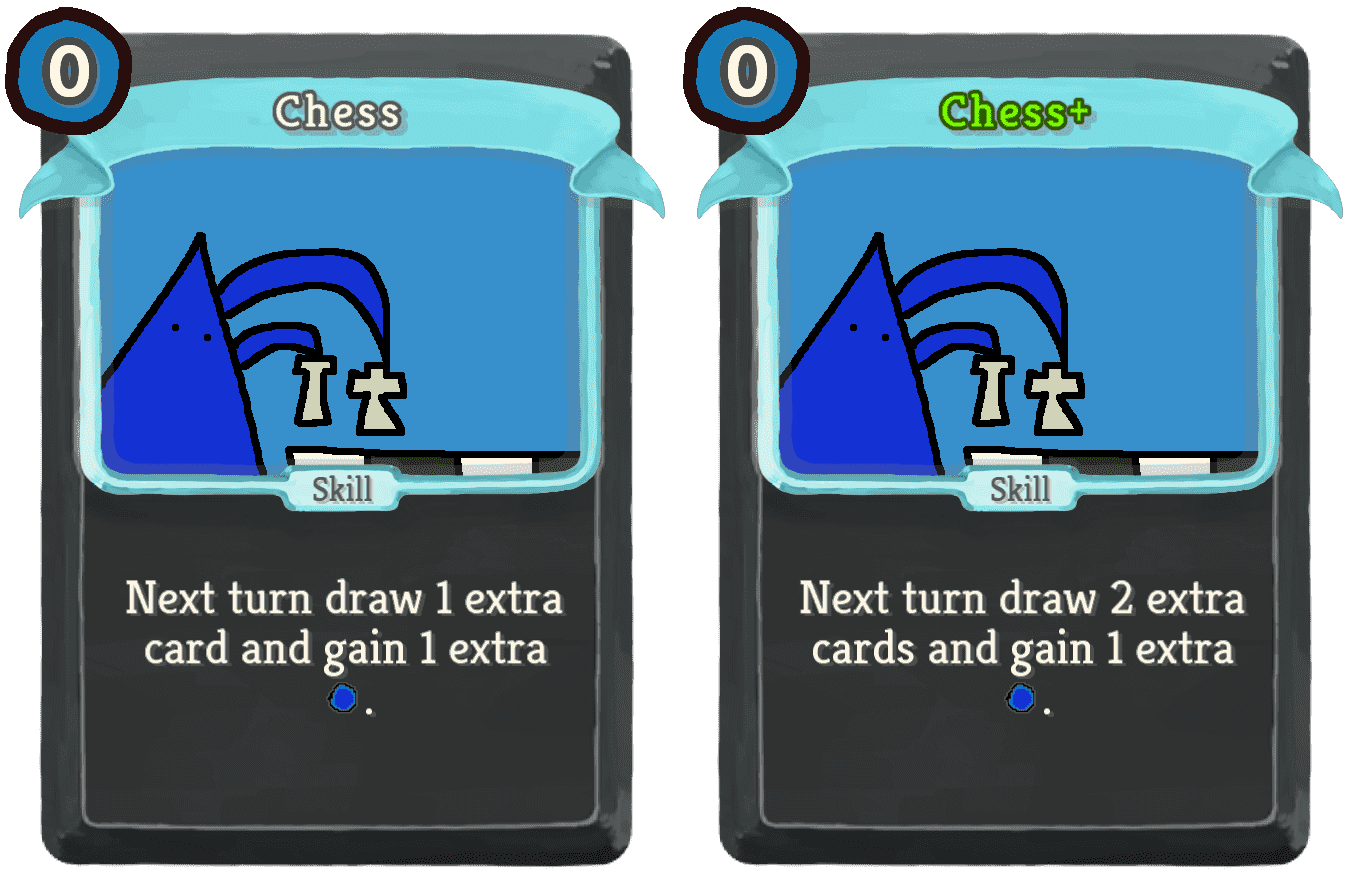 0
Chess
Skill
Next turn draw 1 extra
card and gain 1 extra
.
0
Chess+
Skill
Next turn draw 2 extra
cards and gain 1 extra
.